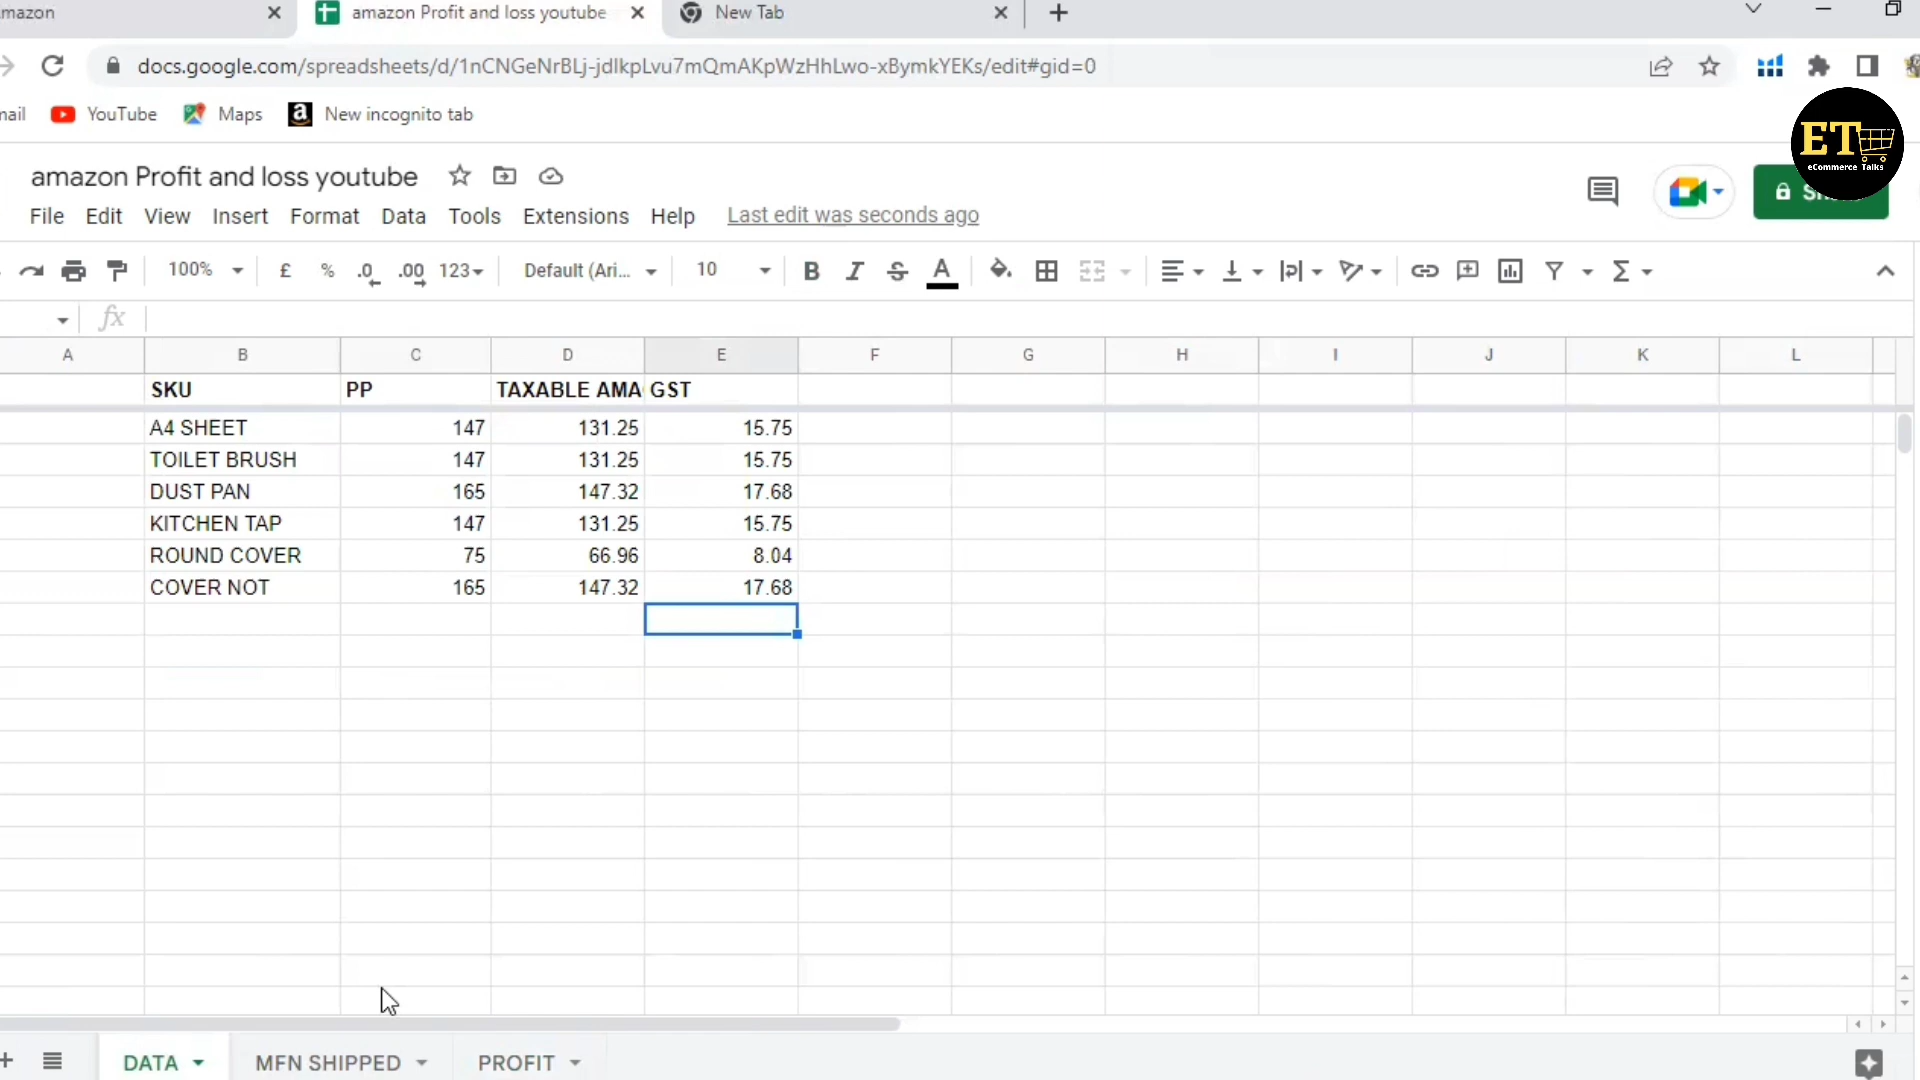 mazon
amazon Profit and loss youtube
New Tab
docs.google.com/spreadsheets/d/1nCNGeNrBLj-jdlkpLvu7mQmAKpWzHhLwo-xBymkYEKs/edit#gid=0
mail YouTube Maps a New incognito tab
ET
eCommerce Talks
amazon Profit and loss youtube
File Edit View Insert Format Data Tools Extensions Help Last edit was seconds ago
100% £ % .0 .00 123 Default (Ari... 10 B I S A
fx
A B C D E F G H I J K L
SKU PP TAXABLE AMA GST
A4 SHEET 147 131.25 15.75
TOILET BRUSH 147 131.25 15.75
DUST PAN 165 147.32 17.68
KITCHEN TAP 147 131.25 15.75
ROUND COVER 75 66.96 8.04
COVER NOT 165 147.32 17.68
DATA MFN SHIPPED PROFIT